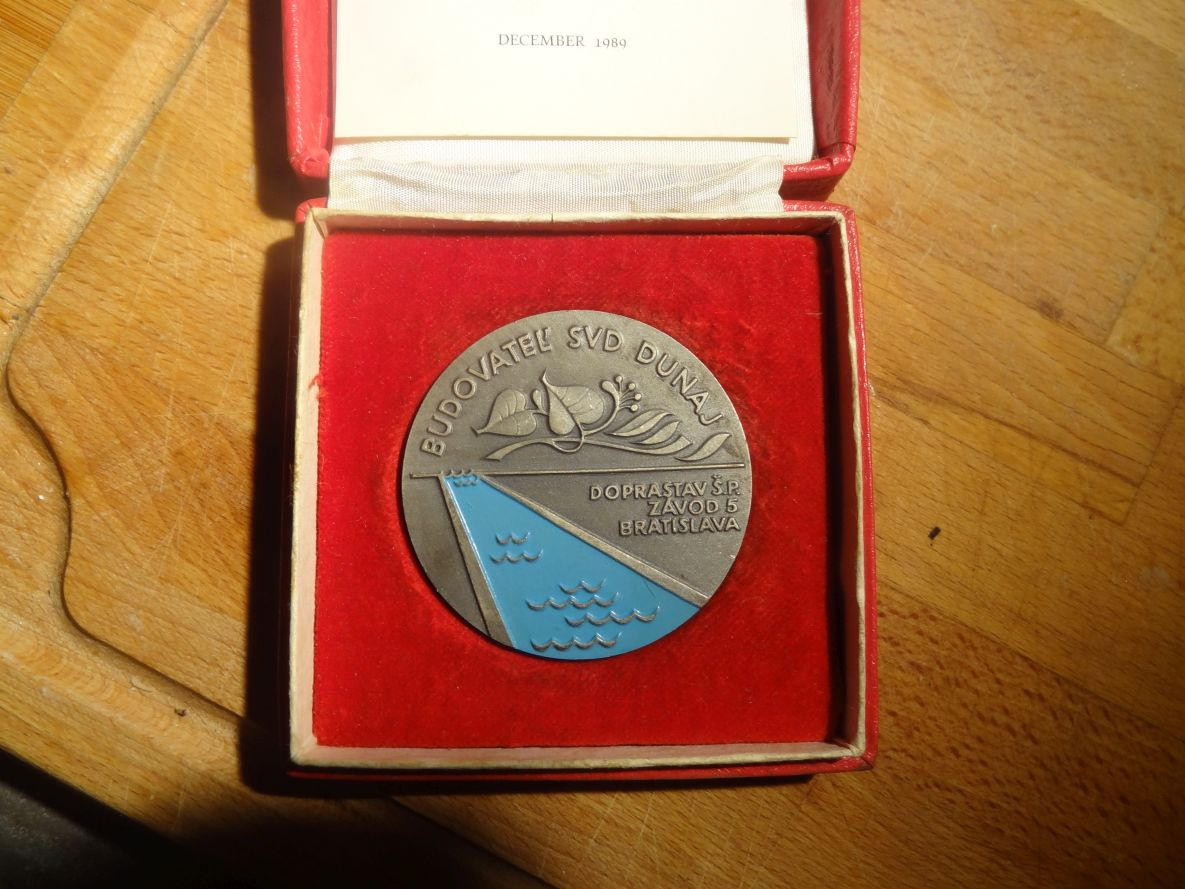 DECEMBER 1989
BUDOVATEĽ SVD DUNAJ
DOPRASTAV Š.P.
ZÁVOD 5
BRATISLAVA